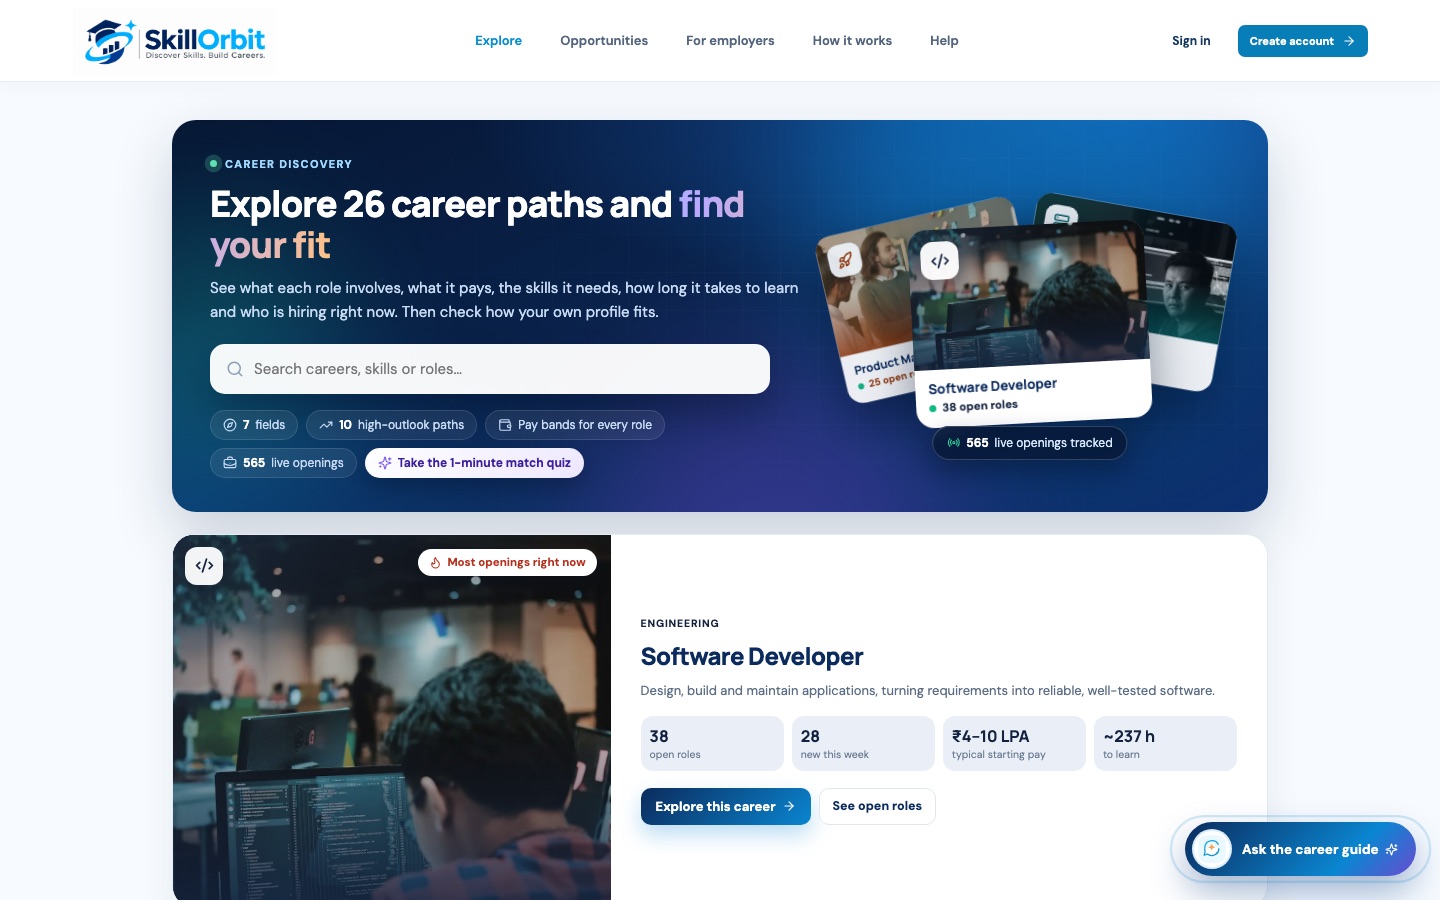 SkillOrbit
Discover Skills. Build Careers.
Explore
Opportunities
For employers
How it works
Help
Sign in
Create account
CAREER DISCOVERY
Explore 26 career paths and find
your fit
See what each role involves, what it pays, the skills it needs, how long it takes to learn
and who is hiring right now. Then check how your own profile fits.
Search careers, skills or roles...
7 fields
10 high-outlook paths
Pay bands for every role
565 live openings
Take the 1-minute match quiz
Product
25 open
</>
Software Developer
38 open roles
565 live openings tracked
</>
Most openings right now
ENGINEERING
Software Developer
Design, build and maintain applications, turning requirements into reliable, well-tested software.
38
open roles
28
new this week
₹4–10 LPA
typical starting pay
~237 h
to learn
Explore this career
See open roles
Ask the career guide